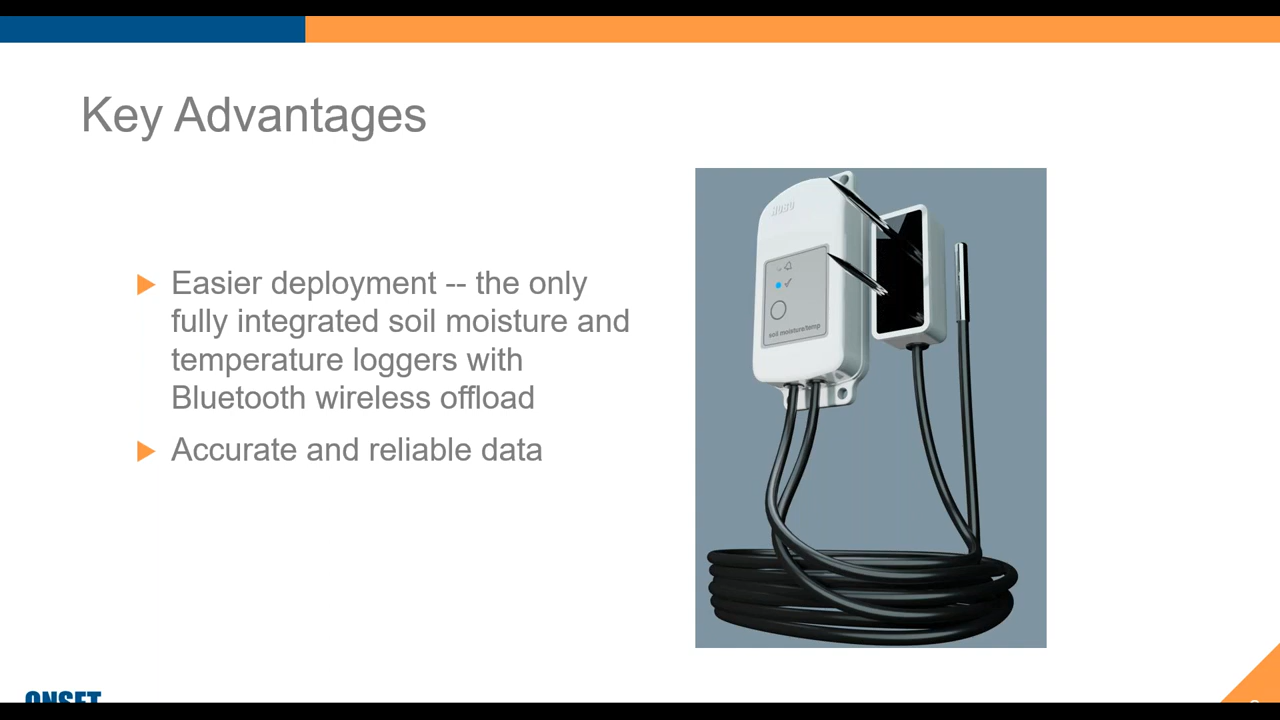 Key Advantages
Easier deployment -- the only
fully integrated soil moisture and
temperature loggers with
Bluetooth wireless offload
Accurate and reliable data
HOBO
soil moisture/temp
ONSET